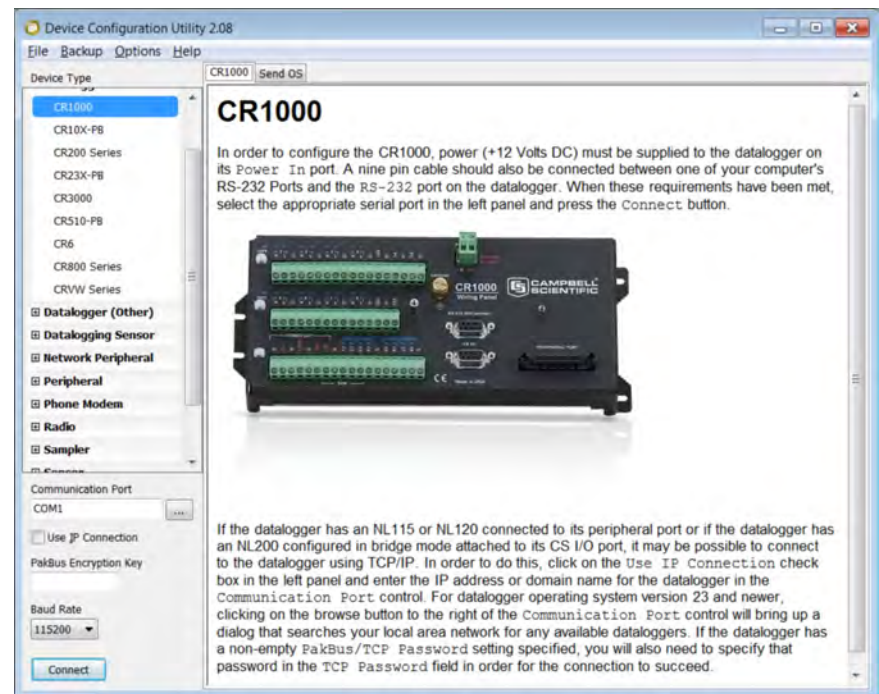 Device Configuration Utility 2.08
File Backup Options Help
Device Type
CR1000
CR10X-PB
CR200 Series
CR23X-PB
CR3000
CR510-PB
CR6
CR800 Series
CRVW Series
Datalogger (Other)
Datalogging Sensor
Network Peripheral
Peripheral
Phone Modem
Radio
Sampler
Sensor
Communication Port
COM1
...
Use IP Connection
PakBus Encryption Key
Baud Rate
115200
Connect
CR1000 Send OS
CR1000
In order to configure the CR1000, power (+12 Volts DC) must be supplied to the datalogger on
its Power In port. A nine pin cable should also be connected between one of your computer's
RS-232 Ports and the RS-232 port on the datalogger. When these requirements have been met,
select the appropriate serial port in the left panel and press the Connect button.
CR1000
Wiring Panel
CAMPBELL
SCIENTIFIC
CE Made in USA
If the datalogger has an NL115 or NL120 connected to its peripheral port or if the datalogger has
an NL200 configured in bridge mode attached to its CS I/O port, it may be possible to connect
to the datalogger using TCP/IP. In order to do this, click on the Use IP Connection check
box in the left panel and enter the IP address or domain name for the datalogger in the
Communication Port control. For datalogger operating system version 23 and newer,
clicking on the browse button to the right of the Communication Port control will bring up a
dialog that searches your local area network for any available dataloggers. If the datalogger has
a non-empty PakBus/TCP Password setting specified, you will also need to specify that
password in the TCP Password field in order for the connection to succeed.